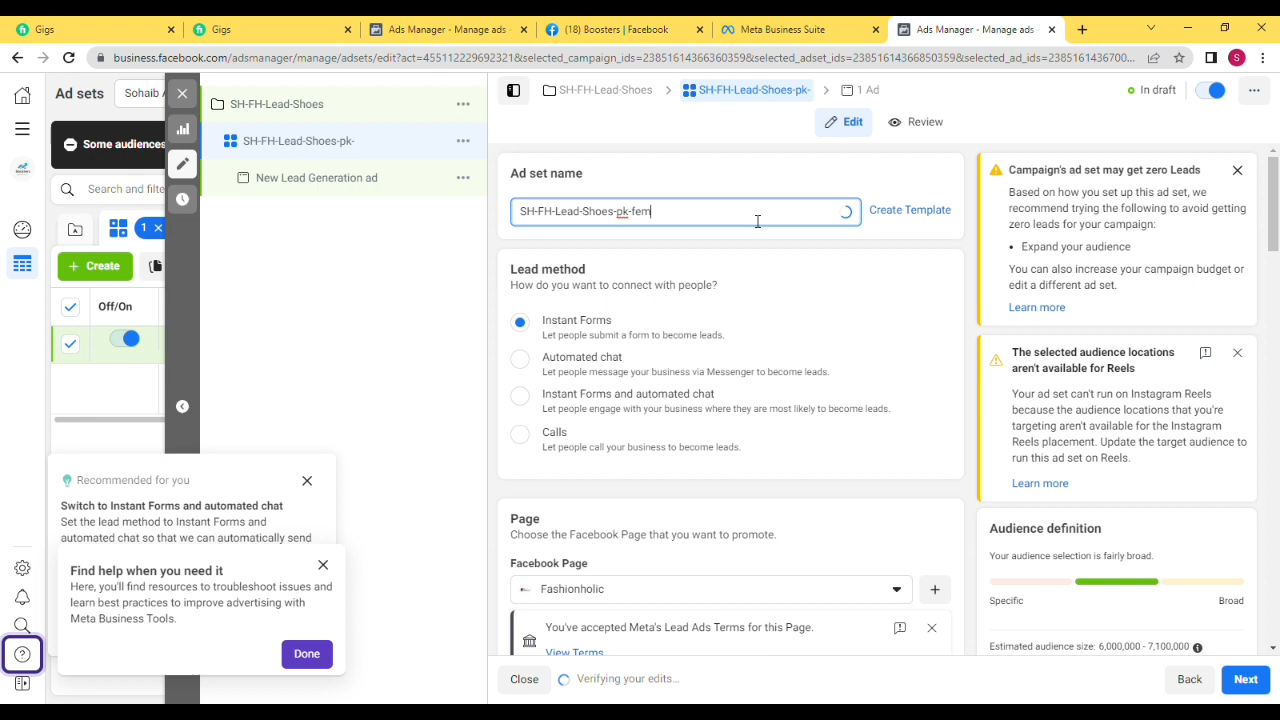 Gigs
Gigs
Ads Manager - Manage ads -
(18) Boosters | Facebook
Meta Business Suite
Ads Manager - Manage ads -
business.facebook.com/adsmanager/manage/adsets/edit?act=455112229692321&selected_campaign_ids=23851614366360359&selected_adset_ids=23851614366850359&selected_ad_ids=2385161436700...
S
Ad sets
Sohaib A
SH-FH-Lead-Shoes
SH-FH-Lead-Shoes-pk-
New Lead Generation ad
SH-FH-Lead-Shoes
SH-FH-Lead-Shoes-pk-
1 Ad
In draft
Edit
Review
Some audiences
Search and filte
1
Create
Off/On
Ad set name
SH-FH-Lead-Shoes-pk-fem
Create Template
Lead method
How do you want to connect with people?
Instant Forms
Let people submit a form to become leads.
Automated chat
Let people message your business via Messenger to become leads.
Instant Forms and automated chat
Let people engage with your business where they are most likely to become leads.
Calls
Let people call your business to become leads.
Page
Choose the Facebook Page that you want to promote.
Facebook Page
Fashionholic
You've accepted Meta's Lead Ads Terms for this Page.
View Terms
Campaign's ad set may get zero Leads
Based on how you set up this ad set, we
recommend trying the following to avoid getting
zero leads for your campaign:
• Expand your audience
You can also increase your campaign budget or
edit a different ad set.
Learn more
The selected audience locations
aren't available for Reels
Your ad set can't run on Instagram Reels
because the audience locations that you're
targeting aren't available for the Instagram
Reels placement. Update the target audience to
run this ad set on Reels.
Learn more
Audience definition
Your audience selection is fairly broad.
Specific
Broad
Estimated audience size: 6,000,000 - 7,100,000
Recommended for you
Switch to Instant Forms and automated chat
Set the lead method to Instant Forms and
automated chat so that we can automatically send
Find help when you need it
Here, you'll find resources to troubleshoot issues and
learn best practices to improve advertising with
Meta Business Tools.
Done
Close
Verifying your edits...
Back
Next